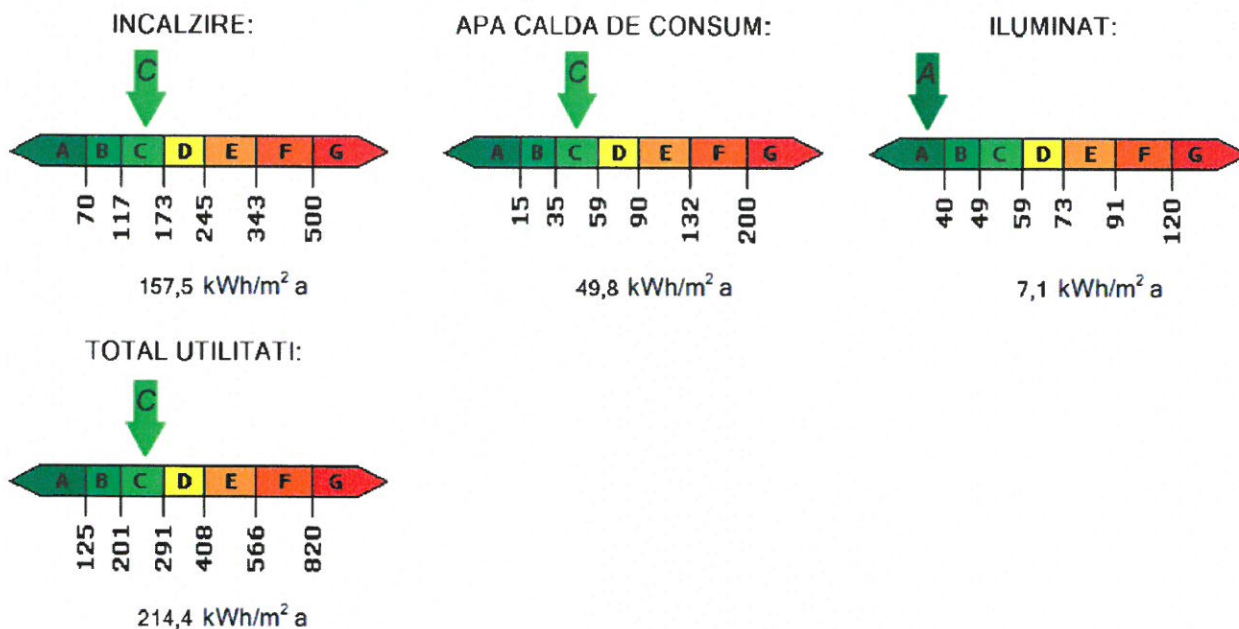 INCALZIRE:
C
A B C D E F G
70 117 173 245 343 500
157,5 kWh/m² a
APA CALDA DE CONSUM:
C
A B C D E F G
15 35 59 90 132 200
49,8 kWh/m² a
ILUMINAT:
A
A B C D E F G
40 49 59 73 91 120
7,1 kWh/m² a
TOTAL UTILITATI:
C
A B C D E F G
125 201 291 408 566 820
214,4 kWh/m² a